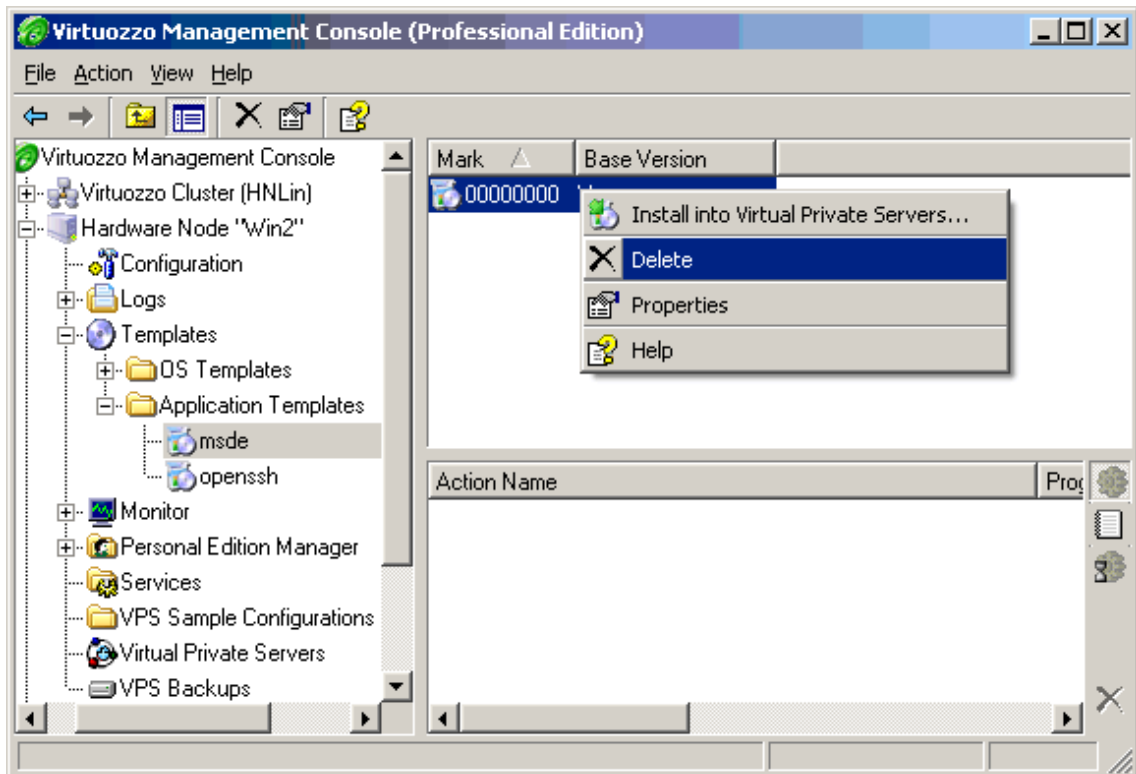 Virtuozzo Management Console (Professional Edition)
File Action View Help
Virtuozzo Management Console
Virtuozzo Cluster (HNLin)
Hardware Node "Win2"
Configuration
Logs
Templates
OS Templates
Application Templates
msde
openssh
Monitor
Personal Edition Manager
Services
VPS Sample Configurations
Virtual Private Servers
VPS Backups
Mark Base Version
00000000
Install into Virtual Private Servers...
Delete
Properties
Help
Action Name